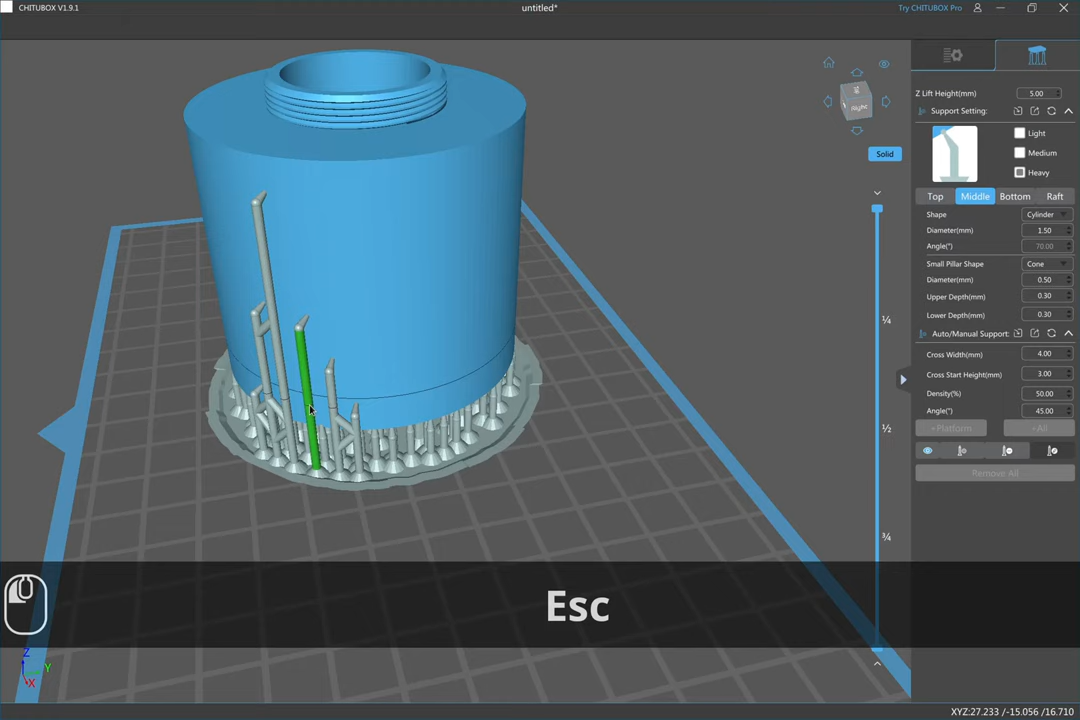 CHITUBOX V1.9.1
untitled*
Try CHITUBOX Pro
Z Lift Height(mm) 5.00
Support Setting:
Light
Medium
Heavy
Top Middle Bottom Raft
Shape Cylinder
Diameter(mm) 1.50
Angle(°) 70.00
Small Pillar Shape Cone
Diameter(mm) 0.50
Upper Depth(mm) 0.30
Lower Depth(mm) 0.30
Auto/Manual Support:
Cross Width(mm) 4.00
Cross Start Height(mm) 3.00
Density(%) 50.00
Angle(°) 45.00
+Platform +All
Remove All
Solid
¼
½
¾
Esc
Z
Y
X
XYZ:27.233 /-15.056 /16.710